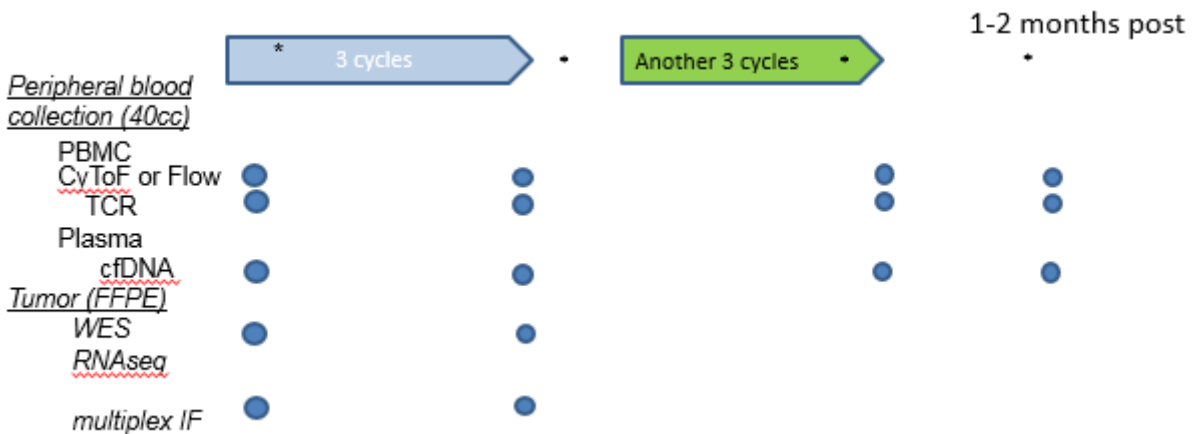 1-2 months post
* 3 cycles * Another 3 cycles * *
Peripheral blood
collection (40cc)
PBMC
CyToF or Flow
TCR
Plasma
cfDNA
Tumor (FFPE)
WES
RNAseq
multiplex IF